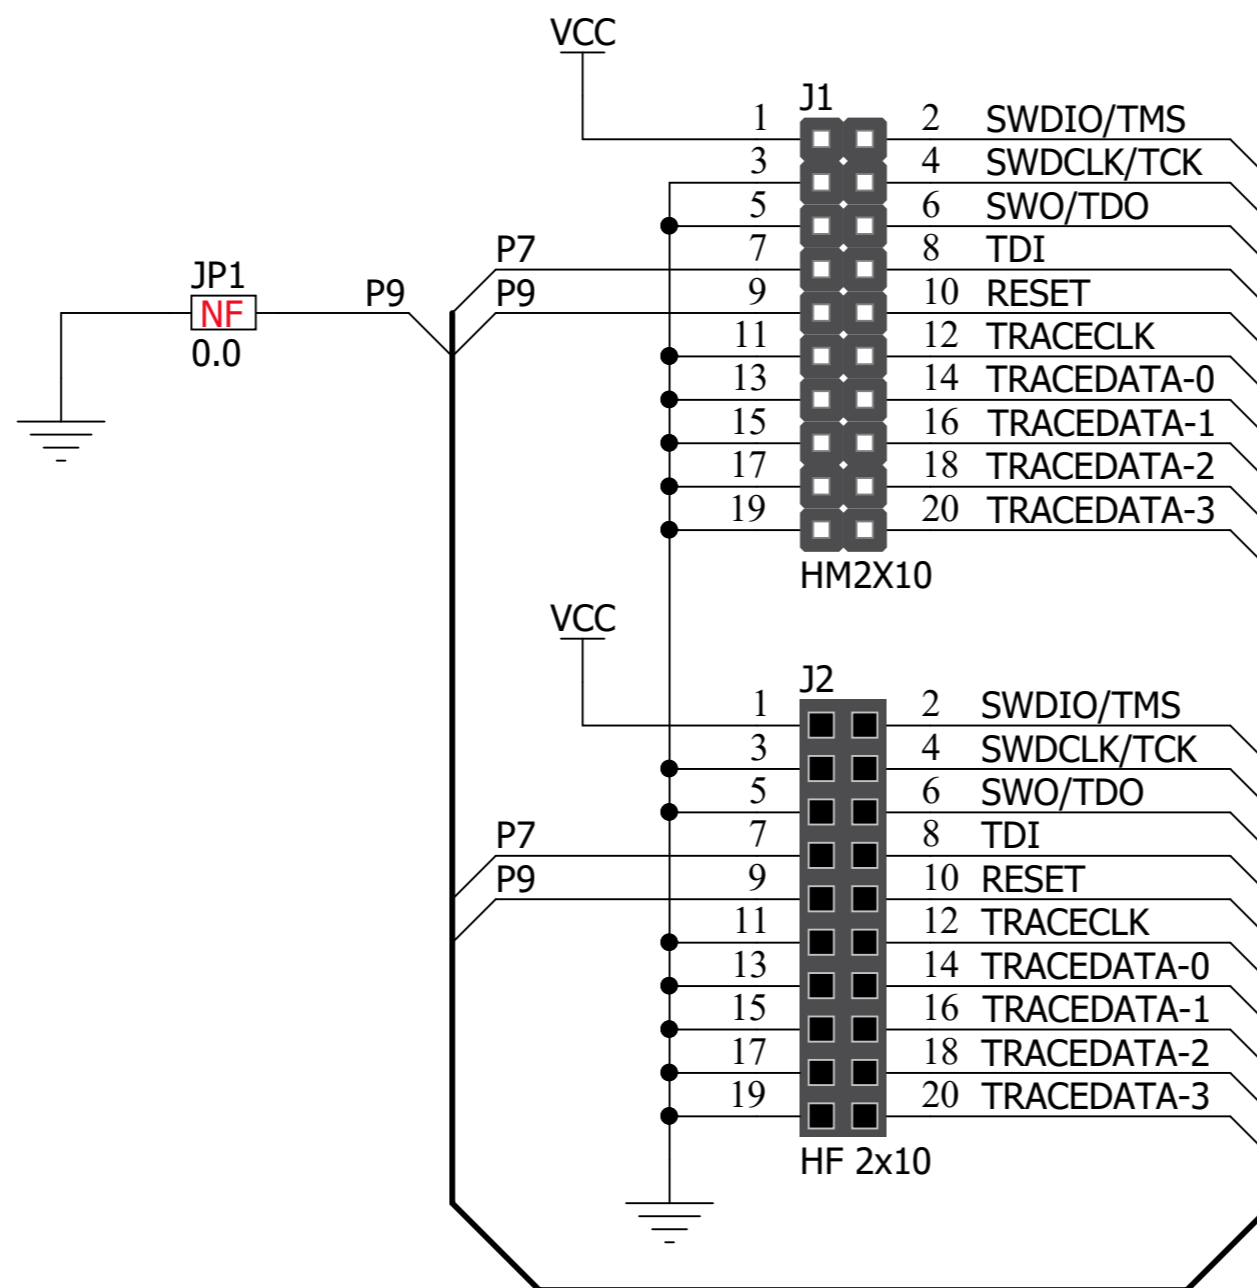 VCC
J1
1 2 SWDIO/TMS
3 4 SWDCLK/TCK
5 6 SWO/TDO
P7 7 8 TDI
JP1
P9 NF
P9 9 10 RESET
0.0
11 12 TRACECLK
13 14 TRACEDATA-0
15 16 TRACEDATA-1
17 18 TRACEDATA-2
19 20 TRACEDATA-3
HM2X10
VCC
J2
1 2 SWDIO/TMS
3 4 SWDCLK/TCK
5 6 SWO/TDO
P7 7 8 TDI
P9 9 10 RESET
11 12 TRACECLK
13 14 TRACEDATA-0
15 16 TRACEDATA-1
17 18 TRACEDATA-2
19 20 TRACEDATA-3
HF 2x10